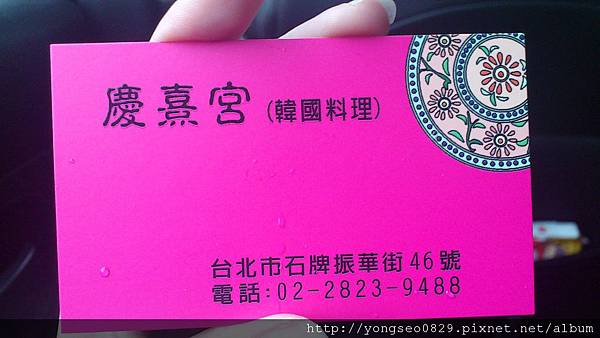 慶熹宮(韓國料理)
台北市石牌振華街46號
電話:02-2823-9488
http://yongseo0829.pixnet.net/album